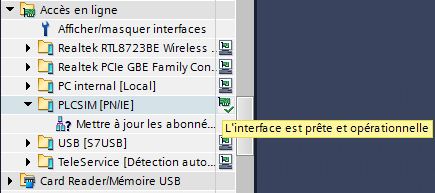 Accès en ligne
Afficher/masquer interfaces
Realtek RTL8723BE Wireless ...
Realtek PCIe GBE Family Con...
PC internal [Local]
PLCSIM [PN/IE]
Mettre à jour les abonné...
L'interface est prête et opérationnelle
USB [S7USB]
TeleService [Détection auto...
Card Reader/Mémoire USB